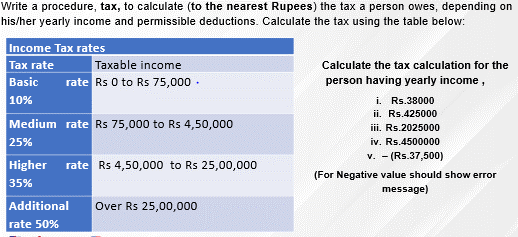 Write a procedure, tax, to calculate (to the nearest Rupees) the tax a person owes, depending on
his/her yearly income and permissible deductions. Calculate the tax using the table below:
Income Tax rates
Tax rate Taxable income
Basic rate Rs 0 to Rs 75,000
10%
Medium rate Rs 75,000 to Rs 4,50,000
25%
Higher rate Rs 4,50,000 to Rs 25,00,000
35%
Additional Over Rs 25,00,000
rate 50%
Calculate the tax calculation for the
person having yearly income ,
i. Rs.38000
ii. Rs.425000
iii. Rs.2025000
iv. Rs.4500000
v. – (Rs.37,500)
(For Negative value should show error
message)